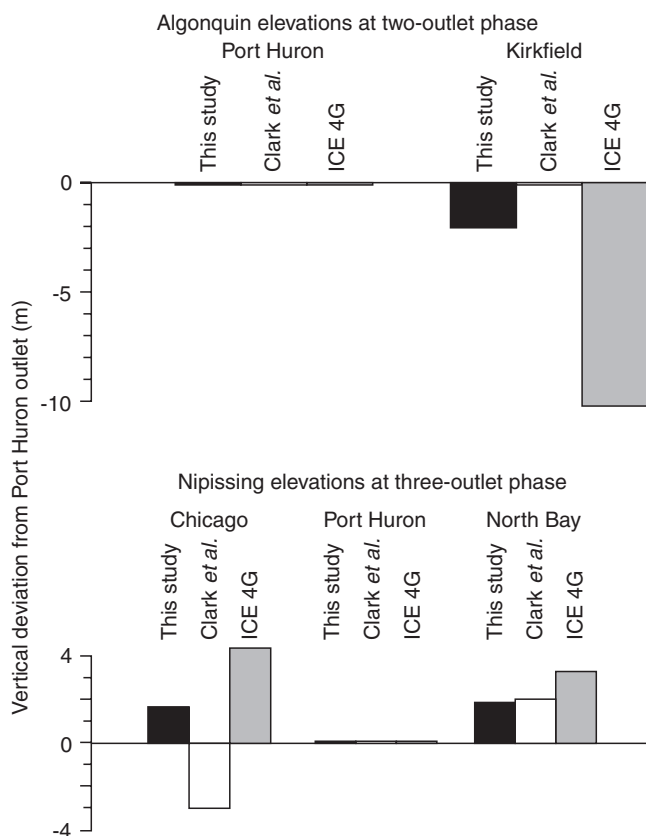 Algonquin elevations at two-outlet phase
Port Huron
Kirkfield
This study
Clark et al.
ICE 4G
This study
Clark et al.
ICE 4G
0
-5
-10
Vertical deviation from Port Huron outlet (m)
Nipissing elevations at three-outlet phase
Chicago
Port Huron
North Bay
This study
Clark et al.
ICE 4G
This study
Clark et al.
ICE 4G
This study
Clark et al.
ICE 4G
4
0
-4